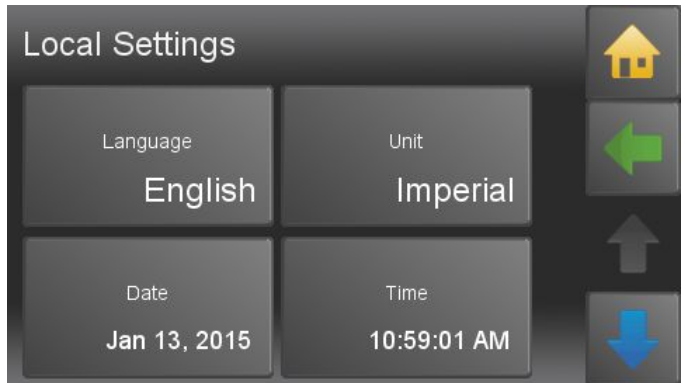 Local Settings
Language
English
Unit
Imperial
Date
Jan 13, 2015
Time
10:59:01 AM